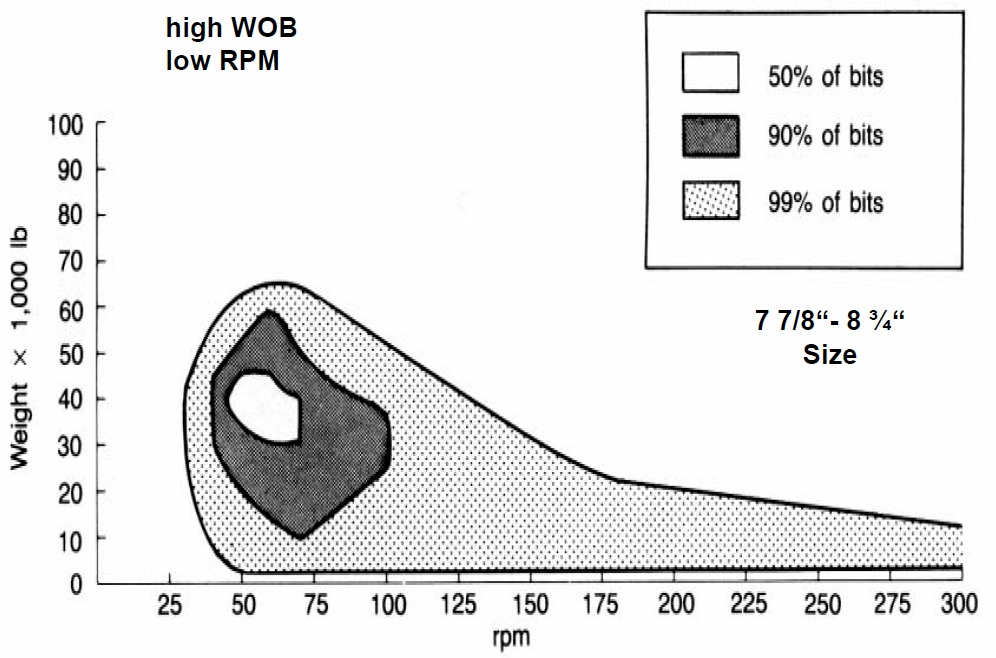 high WOB
low RPM
50% of bits
90% of bits
99% of bits
7 7/8“- 8 ¾“
Size
Weight × 1,000 lb
100
90
80
70
60
50
40
30
20
10
0
25 50 75 100 125 150 175 200 225 250 275 300
rpm